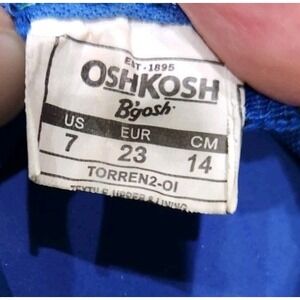 EST · 1895
OSHKOSH
B'gosh
US EUR CM
7 23 14
TORREN2-OI
TEXTILE UPPER & LINING